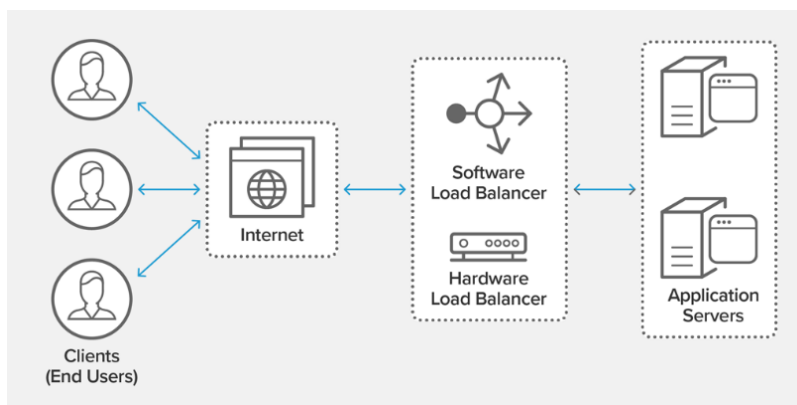 Clients
(End Users)
Internet
Software
Load Balancer
Hardware
Load Balancer
Application
Servers